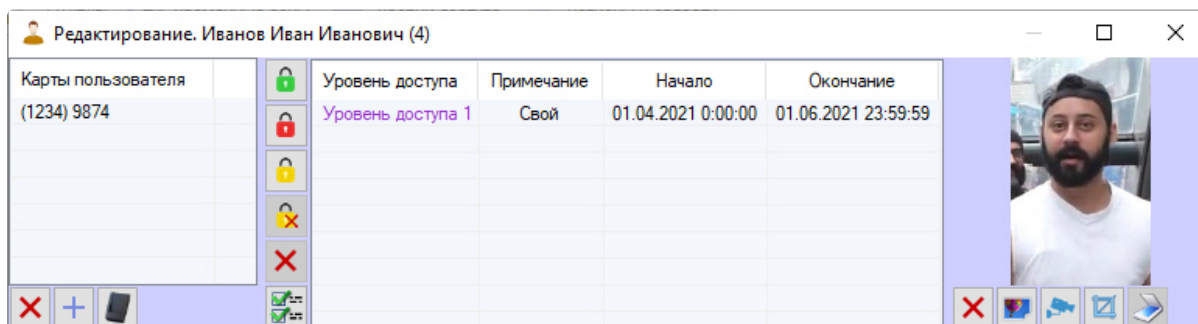 Редактирование. Иванов Иван Иванович (4)
Карты пользователя
(1234) 9874
Уровень доступа Примечание Начало Окончание
Уровень доступа 1 Свой 01.04.2021 0:00:00 01.06.2021 23:59:59